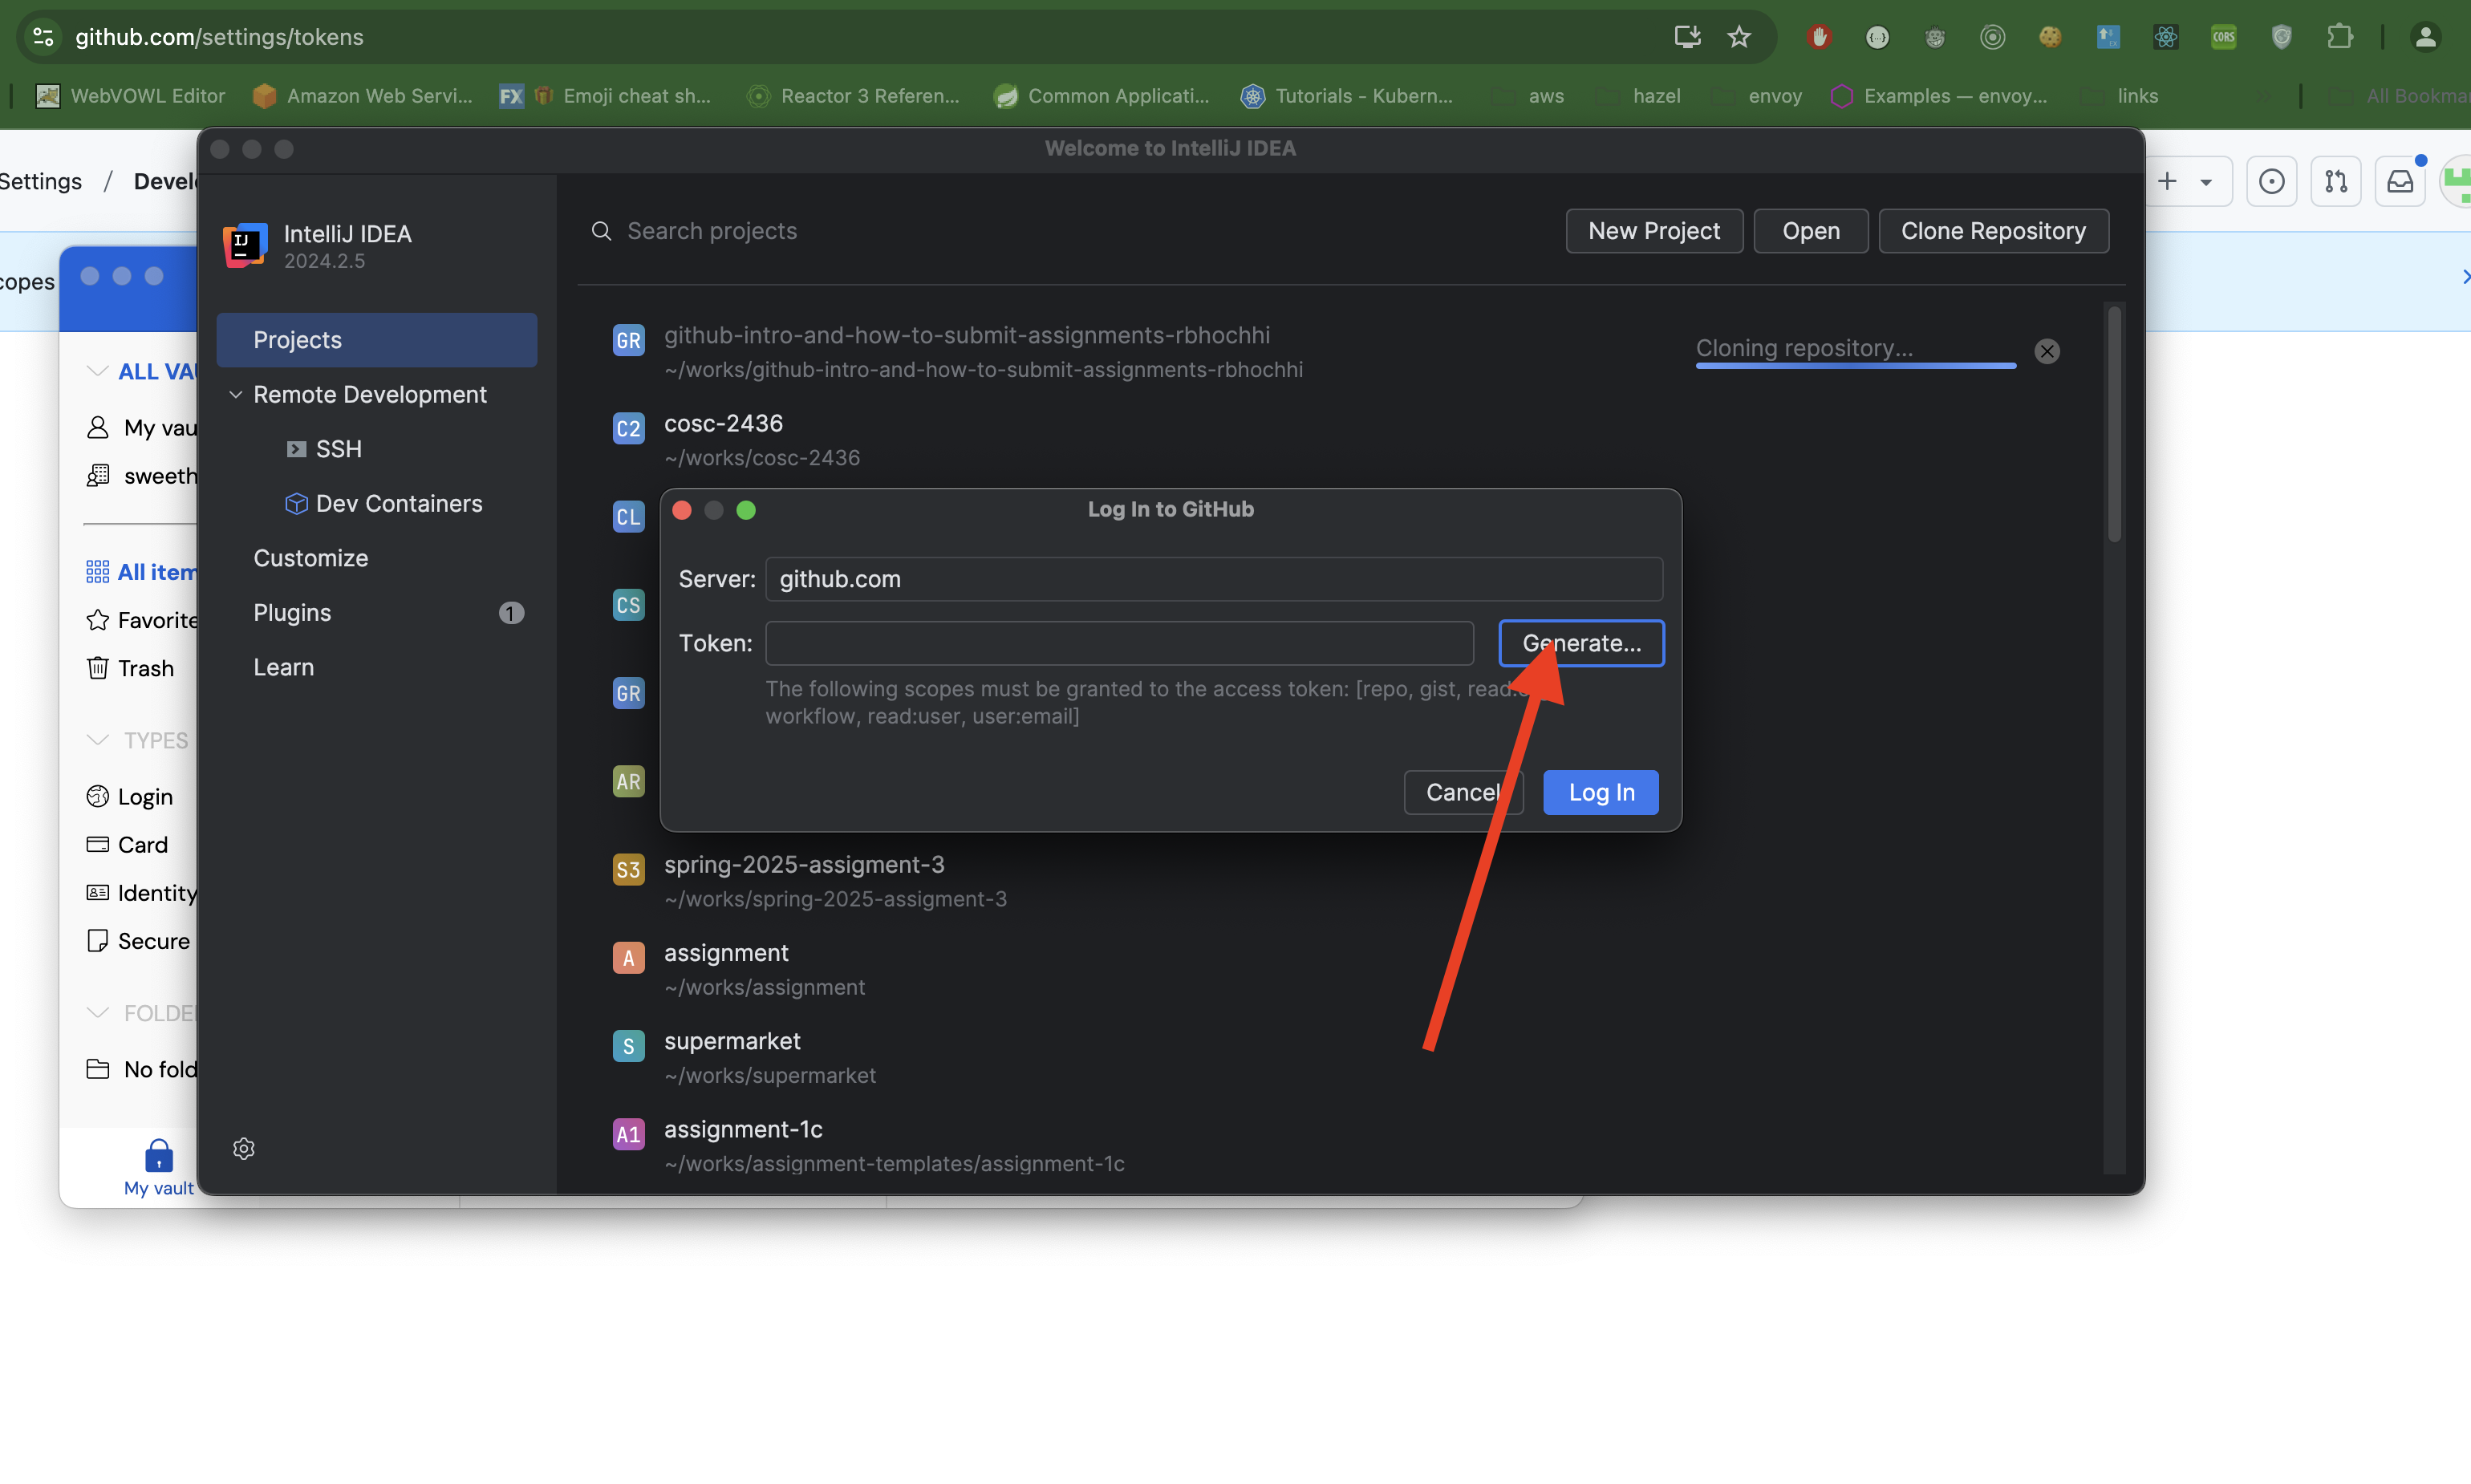 github.com/settings/tokens
WebVOWL Editor
Amazon Web Servi...
FX
Emoji cheat sh...
Reactor 3 Referen...
Common Applicati...
Tutorials - Kubern...
aws
hazel
envoy
Examples — envoy...
links
All Bookma
CORS
Settings / Devel
copes
Welcome to IntelliJ IDEA
IJ
IntelliJ IDEA
2024.2.5
Search projects
New Project
Open
Clone Repository
Projects
Remote Development
SSH
Dev Containers
Customize
Plugins
1
Learn
GR
github-intro-and-how-to-submit-assignments-rbhochhi
~/works/github-intro-and-how-to-submit-assignments-rbhochhi
Cloning repository...
C2
cosc-2436
~/works/cosc-2436
CL
CS
GR
AR
Log In to GitHub
Server:
github.com
Token:
Generate...
The following scopes must be granted to the access token: [repo, gist, read:
workflow, read:user, user:email]
Cancel
Log In
S3
spring-2025-assigment-3
~/works/spring-2025-assigment-3
A
assignment
~/works/assignment
S
supermarket
~/works/supermarket
A1
assignment-1c
~/works/assignment-templates/assignment-1c
ALL VAU
My vau
sweeth
All item
Favorite
Trash
TYPES
Login
Card
Identity
Secure
FOLDE
No fold
My vault